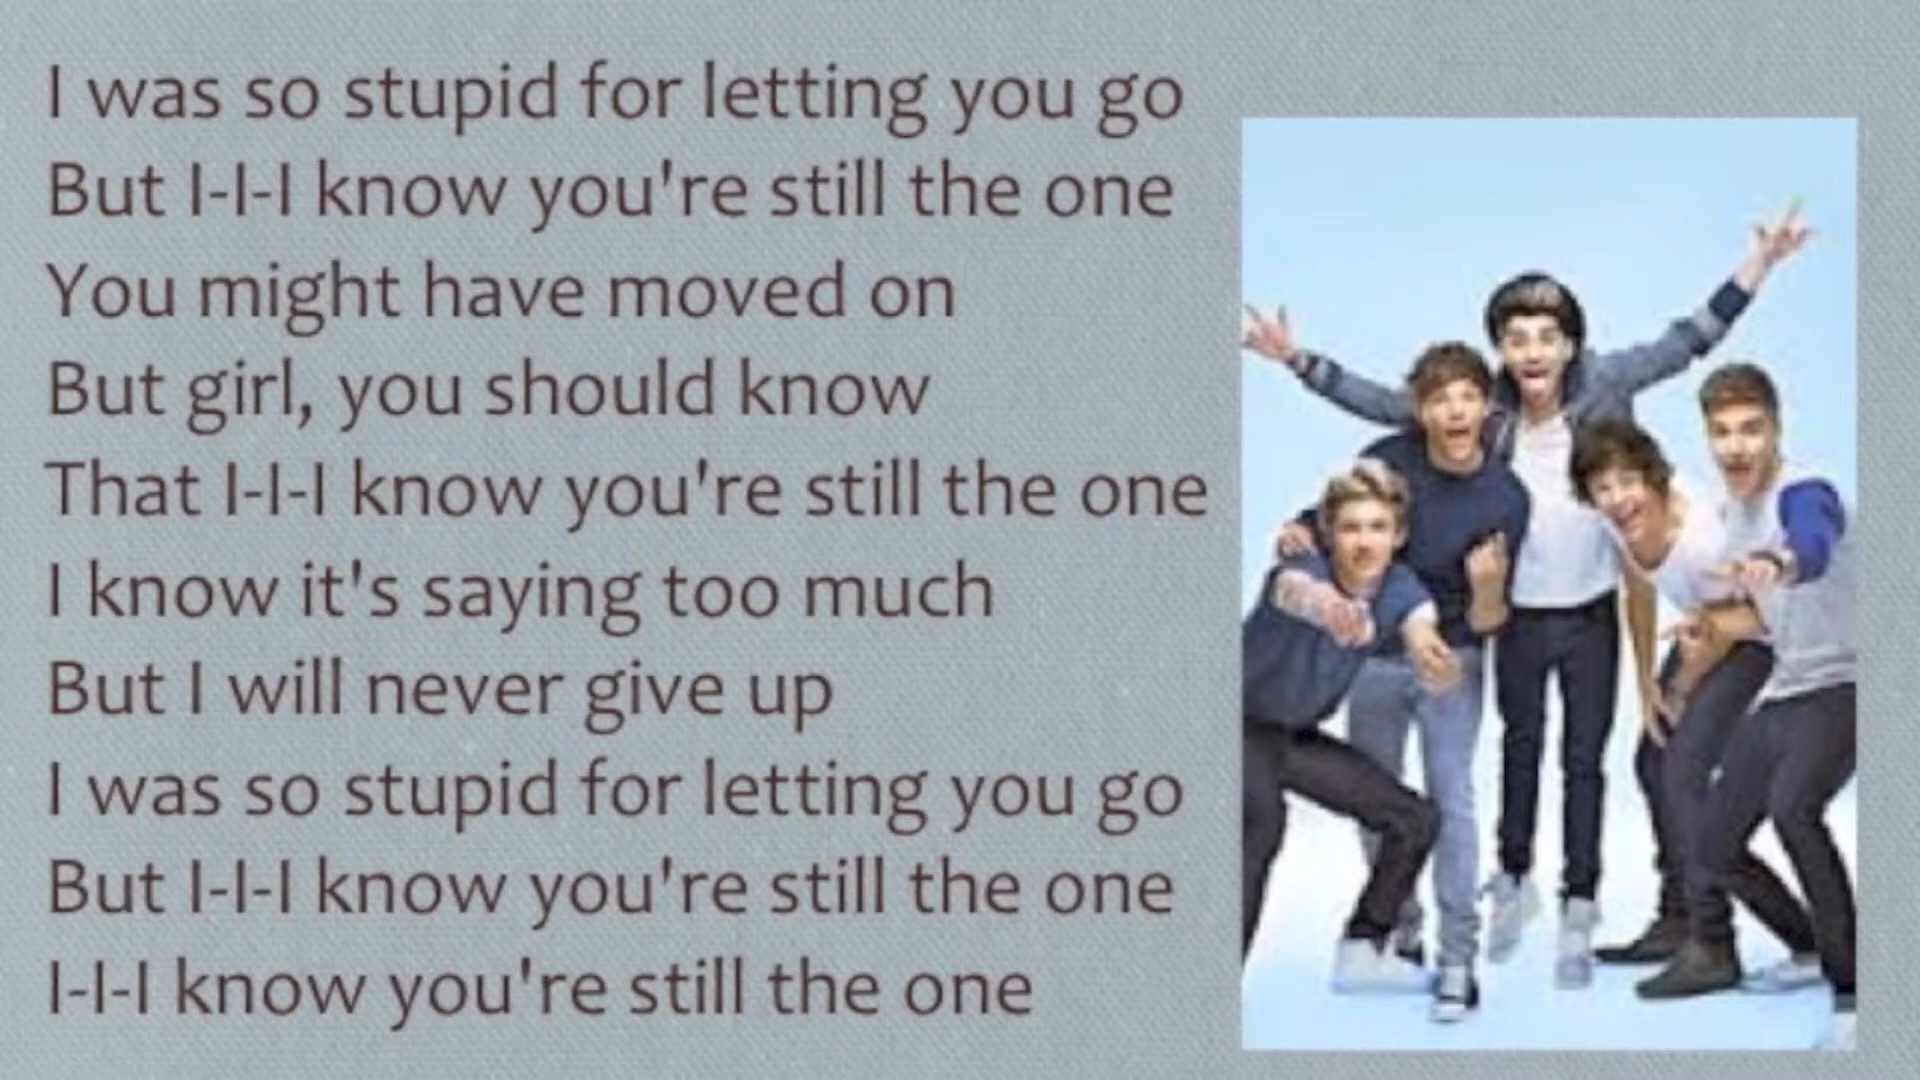 I was so stupid for letting you go
But I-I-I know you're still the one
You might have moved on
But girl, you should know
That I-I-I know you're still the one
I know it's saying too much
But I will never give up
I was so stupid for letting you go
But I-I-I know you're still the one
I-I-I know you're still the one